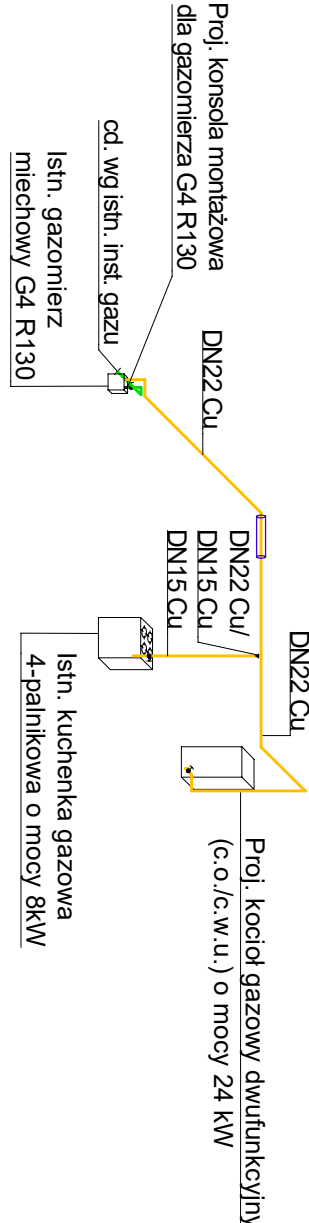 Proj. konsola montażowa
dla gazomierza G4 R130
cd. wg istn. inst. gazu
Istn. gazomierz
miechowy G4 R130
DN22 Cu
DN22 Cu/
DN15 Cu
DN15 Cu
DN22 Cu
Istn. kuchenka gazowa
4-palnikowa o mocy 8kW
Proj. kocioł gazowy dwufunkcyjny
(c.o./c.w.u.) o mocy 24 kW